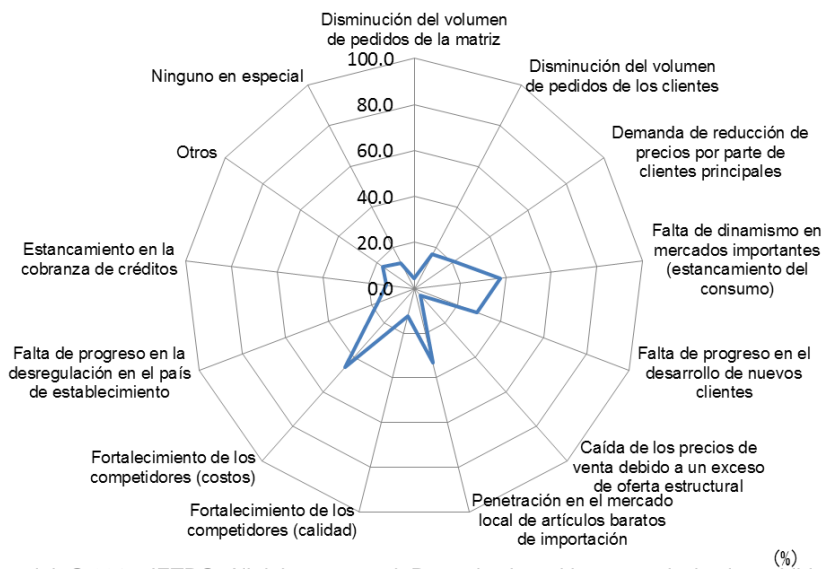 Disminución del volumen
de pedidos de la matriz
Disminución del volumen
de pedidos de los clientes
Demanda de reducción de
precios por parte de
clientes principales
Falta de dinamismo en
mercados importantes
(estancamiento del
consumo)
Falta de progreso en el
desarrollo de nuevos
clientes
Caída de los precios de
venta debido a un exceso
de oferta estructural
Penetración en el mercado
local de artículos baratos
de importación
Fortalecimiento de los
competidores (calidad)
Fortalecimiento de los
competidores (costos)
Falta de progreso en la
desregulación en el país
de establecimiento
Estancamiento en la
cobranza de créditos
Otros
Ninguno en especial
100.0
80.0
60.0
40.0
20.0
0.0
(%)